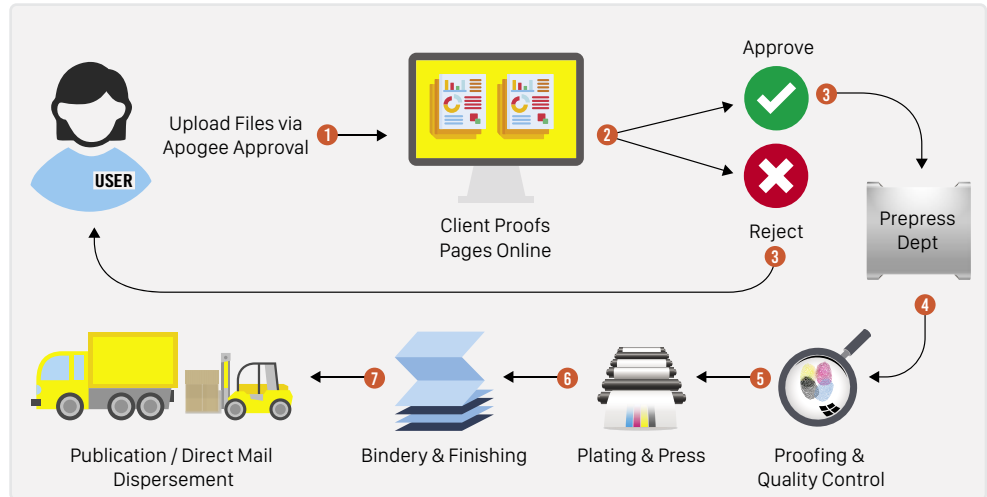 Approve
USER
Upload Files via
Apogee Approval
1
2
3
Client Proofs
Pages Online
Reject
3
Prepress
Dept
4
7
6
5
Publication / Direct Mail
Dispersement
Bindery & Finishing
Plating & Press
Proofing &
Quality Control